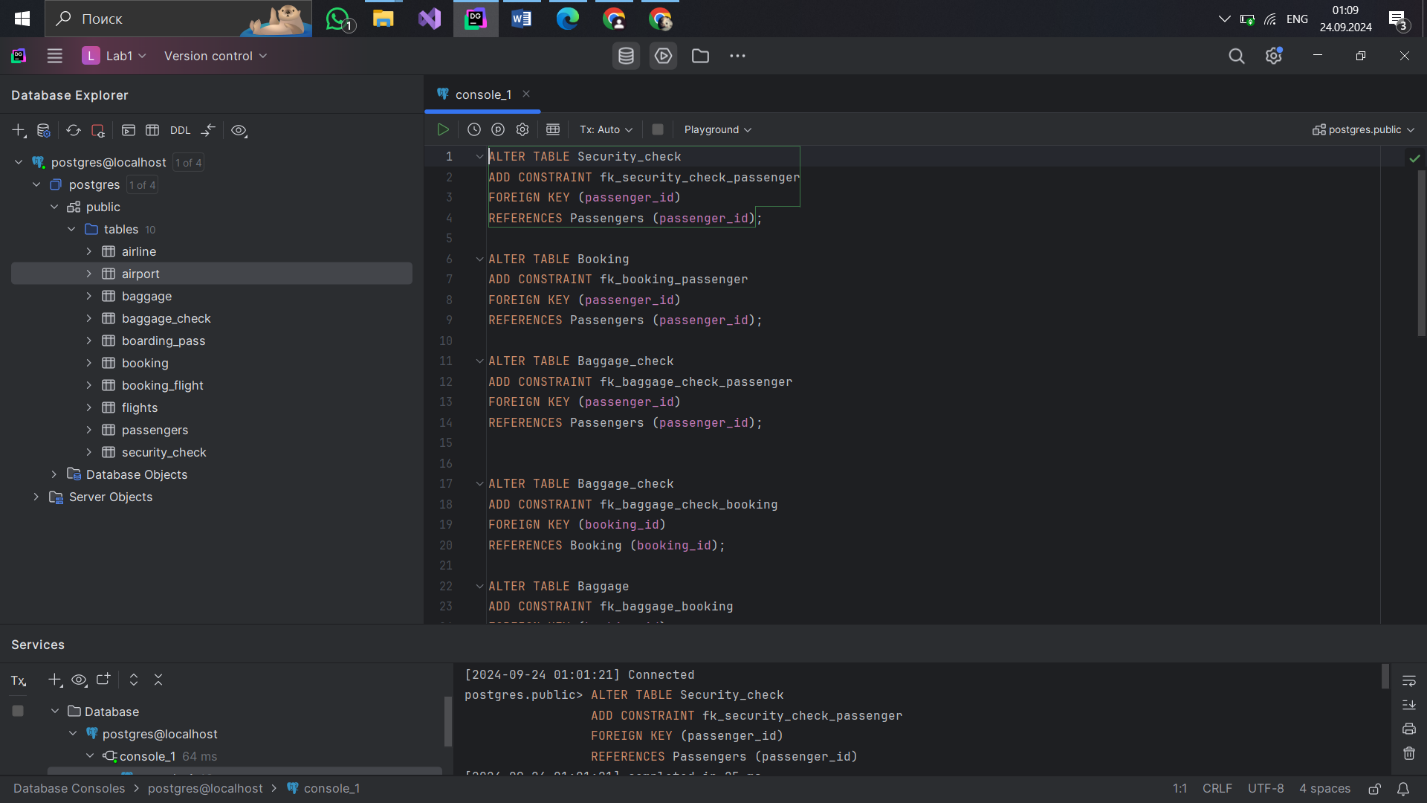 Поиск
1
DG
W
ENG
01:09
24.09.2024
3
DG
L Lab1
Version control
Database Explorer
console_1
DDL
Tx: Auto
Playground
postgres.public
postgres@localhost 1 of 4
postgres 1 of 4
public
tables 10
airline
airport
baggage
baggage_check
boarding_pass
booking
booking_flight
flights
passengers
security_check
Database Objects
Server Objects
1 ALTER TABLE Security_check
2 ADD CONSTRAINT fk_security_check_passenger
3 FOREIGN KEY (passenger_id)
4 REFERENCES Passengers (passenger_id);
5
6 ALTER TABLE Booking
7 ADD CONSTRAINT fk_booking_passenger
8 FOREIGN KEY (passenger_id)
9 REFERENCES Passengers (passenger_id);
10
11 ALTER TABLE Baggage_check
12 ADD CONSTRAINT fk_baggage_check_passenger
13 FOREIGN KEY (passenger_id)
14 REFERENCES Passengers (passenger_id);
15
16
17 ALTER TABLE Baggage_check
18 ADD CONSTRAINT fk_baggage_check_booking
19 FOREIGN KEY (booking_id)
20 REFERENCES Booking (booking_id);
21
22 ALTER TABLE Baggage
23 ADD CONSTRAINT fk_baggage_booking
Services
Tx
Database
postgres@localhost
console_1 64 ms
[2024-09-24 01:01:21] Connected
postgres.public> ALTER TABLE Security_check
ADD CONSTRAINT fk_security_check_passenger
FOREIGN KEY (passenger_id)
REFERENCES Passengers (passenger_id)
Database Consoles > postgres@localhost > console_1
1:1 CRLF UTF-8 4 spaces